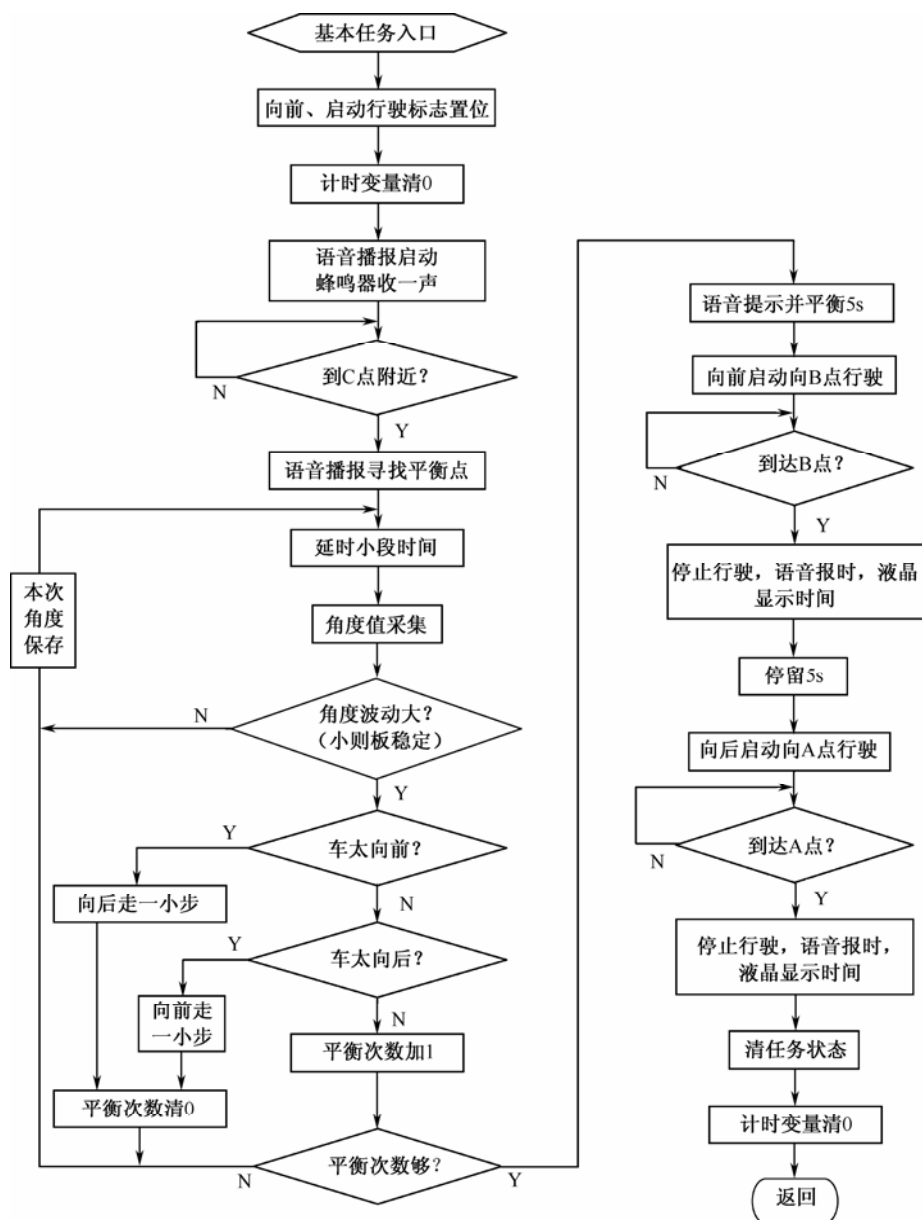 基本任务入口
向前、启动行驶标志置位
计时变量清0
语音播报启动
蜂鸣器收一声
到C点附近？
N
Y
语音播报寻找平衡点
延时小段时间
本次
角度
保存
角度值采集
角度波动大？
（小则板稳定）
N
Y
车太向前？
Y
N
向后走一小步
车太向后？
Y
N
向前走
一小步
平衡次数加1
平衡次数清0
平衡次数够？
N
Y
语音提示并平衡5s
向前启动向B点行驶
到达B点？
N
Y
停止行驶，语音报时，液晶
显示时间
停留5s
向后启动向A点行驶
到达A点？
N
Y
停止行驶，语音报时，
液晶显示时间
清任务状态
计时变量清0
返回